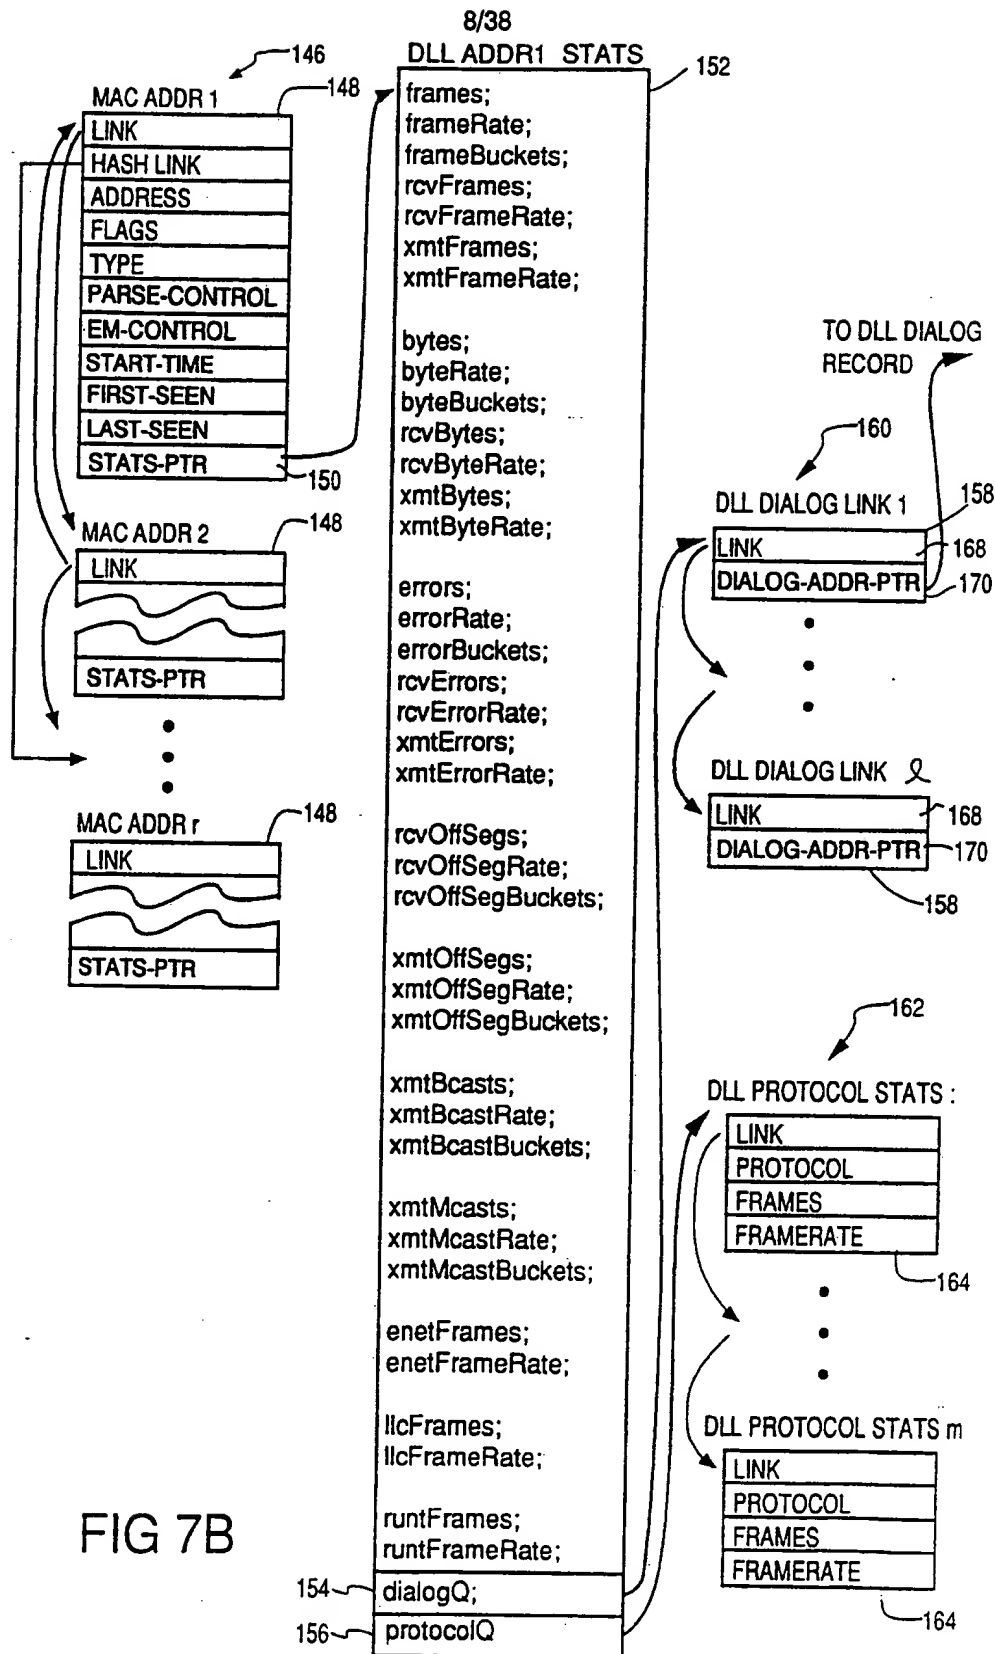 8/38
DLL ADDR1 STATS
146
152
MAC ADDR 1
148
LINK
HASH LINK
ADDRESS
FLAGS
TYPE
PARSE-CONTROL
EM-CONTROL
START-TIME
FIRST-SEEN
LAST-SEEN
STATS-PTR
150
MAC ADDR 2
148
LINK
STATS-PTR
MAC ADDR r
148
LINK
STATS-PTR
frames;
frameRate;
frameBuckets;
rcvFrames;
rcvFrameRate;
xmtFrames;
xmtFrameRate;
bytes;
byteRate;
byteBuckets;
rcvBytes;
rcvByteRate;
xmtBytes;
xmtByteRate;
errors;
errorRate;
errorBuckets;
rcvErrors;
rcvErrorRate;
xmtErrors;
xmtErrorRate;
rcvOffSegs;
rcvOffSegRate;
rcvOffSegBuckets;
xmtOffSegs;
xmtOffSegRate;
xmtOffSegBuckets;
xmtBcasts;
xmtBcastRate;
xmtBcastBuckets;
xmtMcasts;
xmtMcastRate;
xmtMcastBuckets;
enetFrames;
enetFrameRate;
llcFrames;
llcFrameRate;
runtFrames;
runtFrameRate;
154
dialogQ;
156
protocolQ
TO DLL DIALOG
RECORD
160
DLL DIALOG LINK 1
158
LINK
168
DIALOG-ADDR-PTR
170
DLL DIALOG LINK ℓ
LINK
168
DIALOG-ADDR-PTR
170
158
162
DLL PROTOCOL STATS :
LINK
PROTOCOL
FRAMES
FRAMERATE
164
DLL PROTOCOL STATS m
LINK
PROTOCOL
FRAMES
FRAMERATE
164
FIG 7B